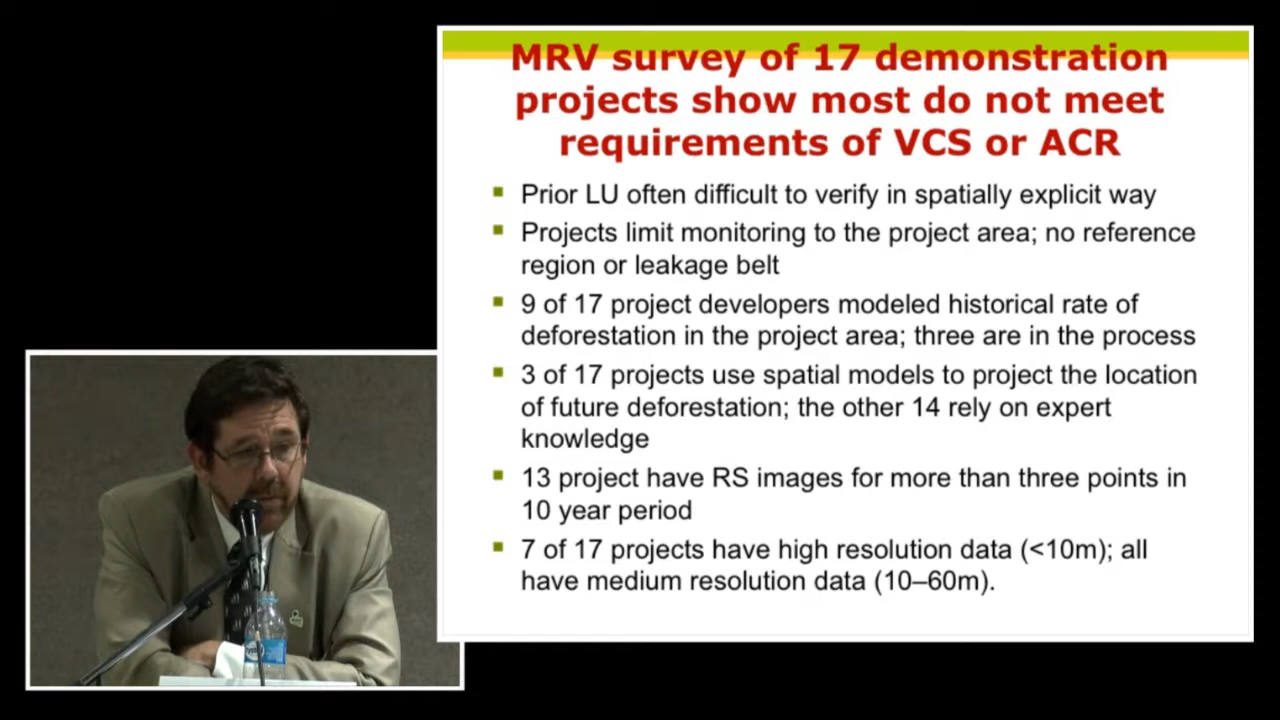 MRV survey of 17 demonstration
projects show most do not meet
requirements of VCS or ACR
Prior LU often difficult to verify in spatially explicit way
Projects limit monitoring to the project area; no reference
region or leakage belt
9 of 17 project developers modeled historical rate of
deforestation in the project area; three are in the process
3 of 17 projects use spatial models to project the location
of future deforestation; the other 14 rely on expert
knowledge
13 project have RS images for more than three points in
10 year period
7 of 17 projects have high resolution data (<10m); all
have medium resolution data (10–60m).